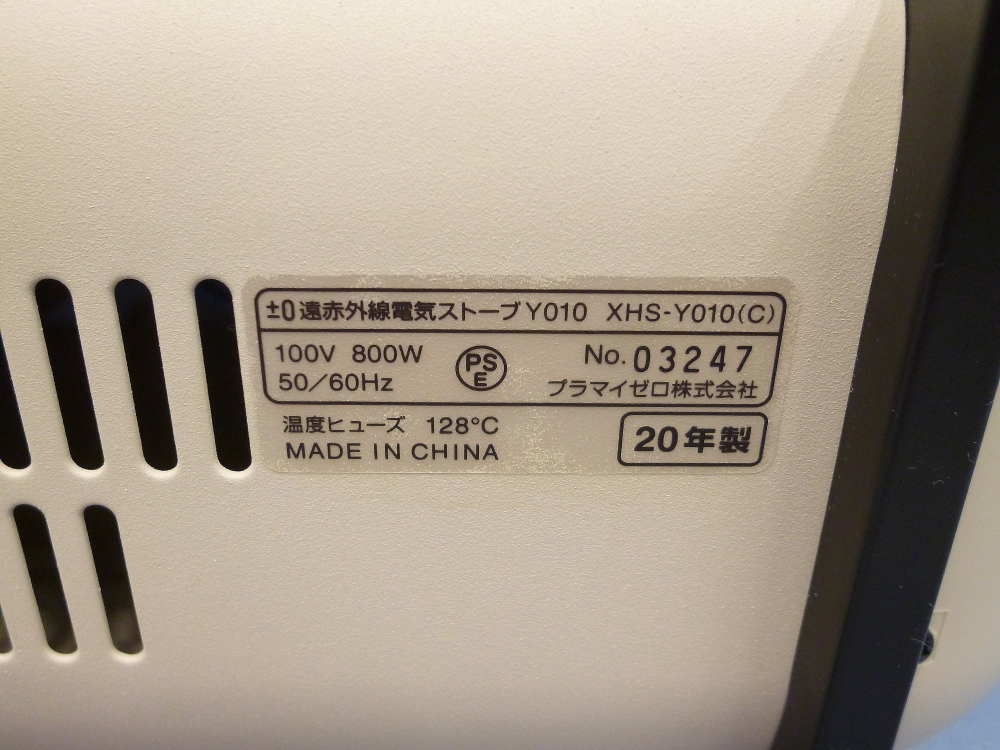 ±0遠赤外線電気ストーブ Y010 XHS-Y010(C)
100V 800W
50/60Hz
PS
E
No. 03247
プラマイゼロ株式会社
温度ヒューズ 128°C
MADE IN CHINA
20年製